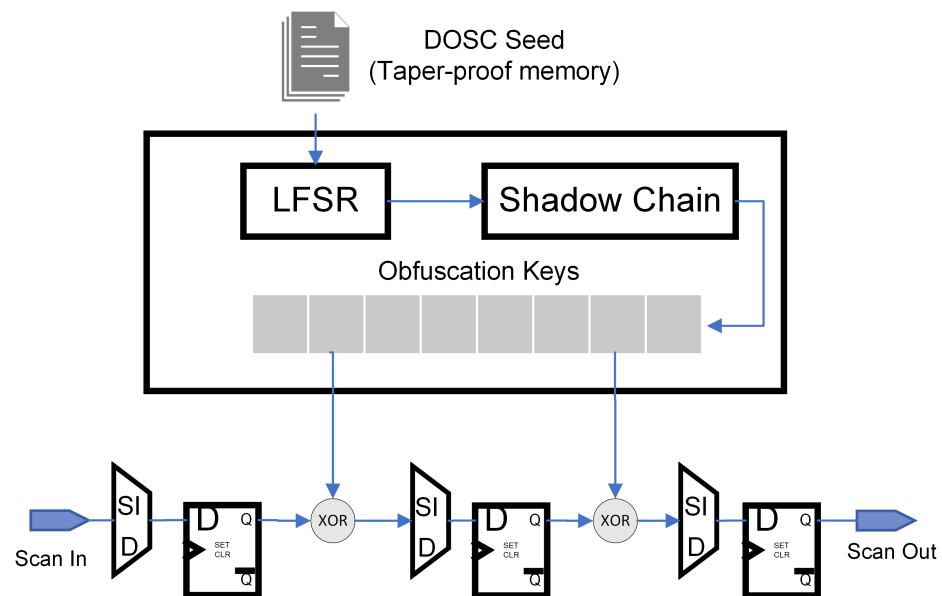 DOSC Seed
(Taper-proof memory)
LFSR
Shadow Chain
Obfuscation Keys
Scan In
SI
D
D
Q
SET
CLR
Q
XOR
SI
D
D
Q
SET
CLR
Q
XOR
SI
D
D
Q
SET
CLR
Q
Scan Out